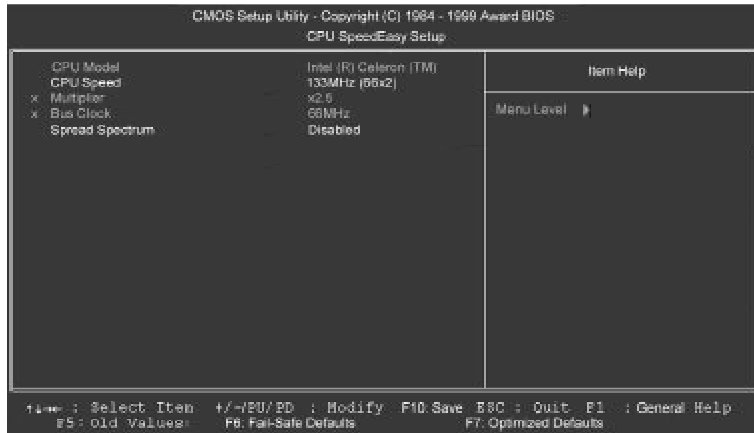 CMOS Setup Utility - Copyright (C) 1984 - 1999 Award BIOS
CPU SpeedEasy Setup
CPU Model Intel (R) Celeron (TM)
CPU Speed 133MHz (66x2)
x Multiplier x2.5
x Bus Clock 66MHz
Spread Spectrum Disabled
Item Help
Menu Level ▶
↑↓→← : Select Item +/-/PU/PD : Modify F10: Save ESC : Quit F1 : General Help
F5: Old Values F6: Fail-Safe Defaults F7: Optimized Defaults